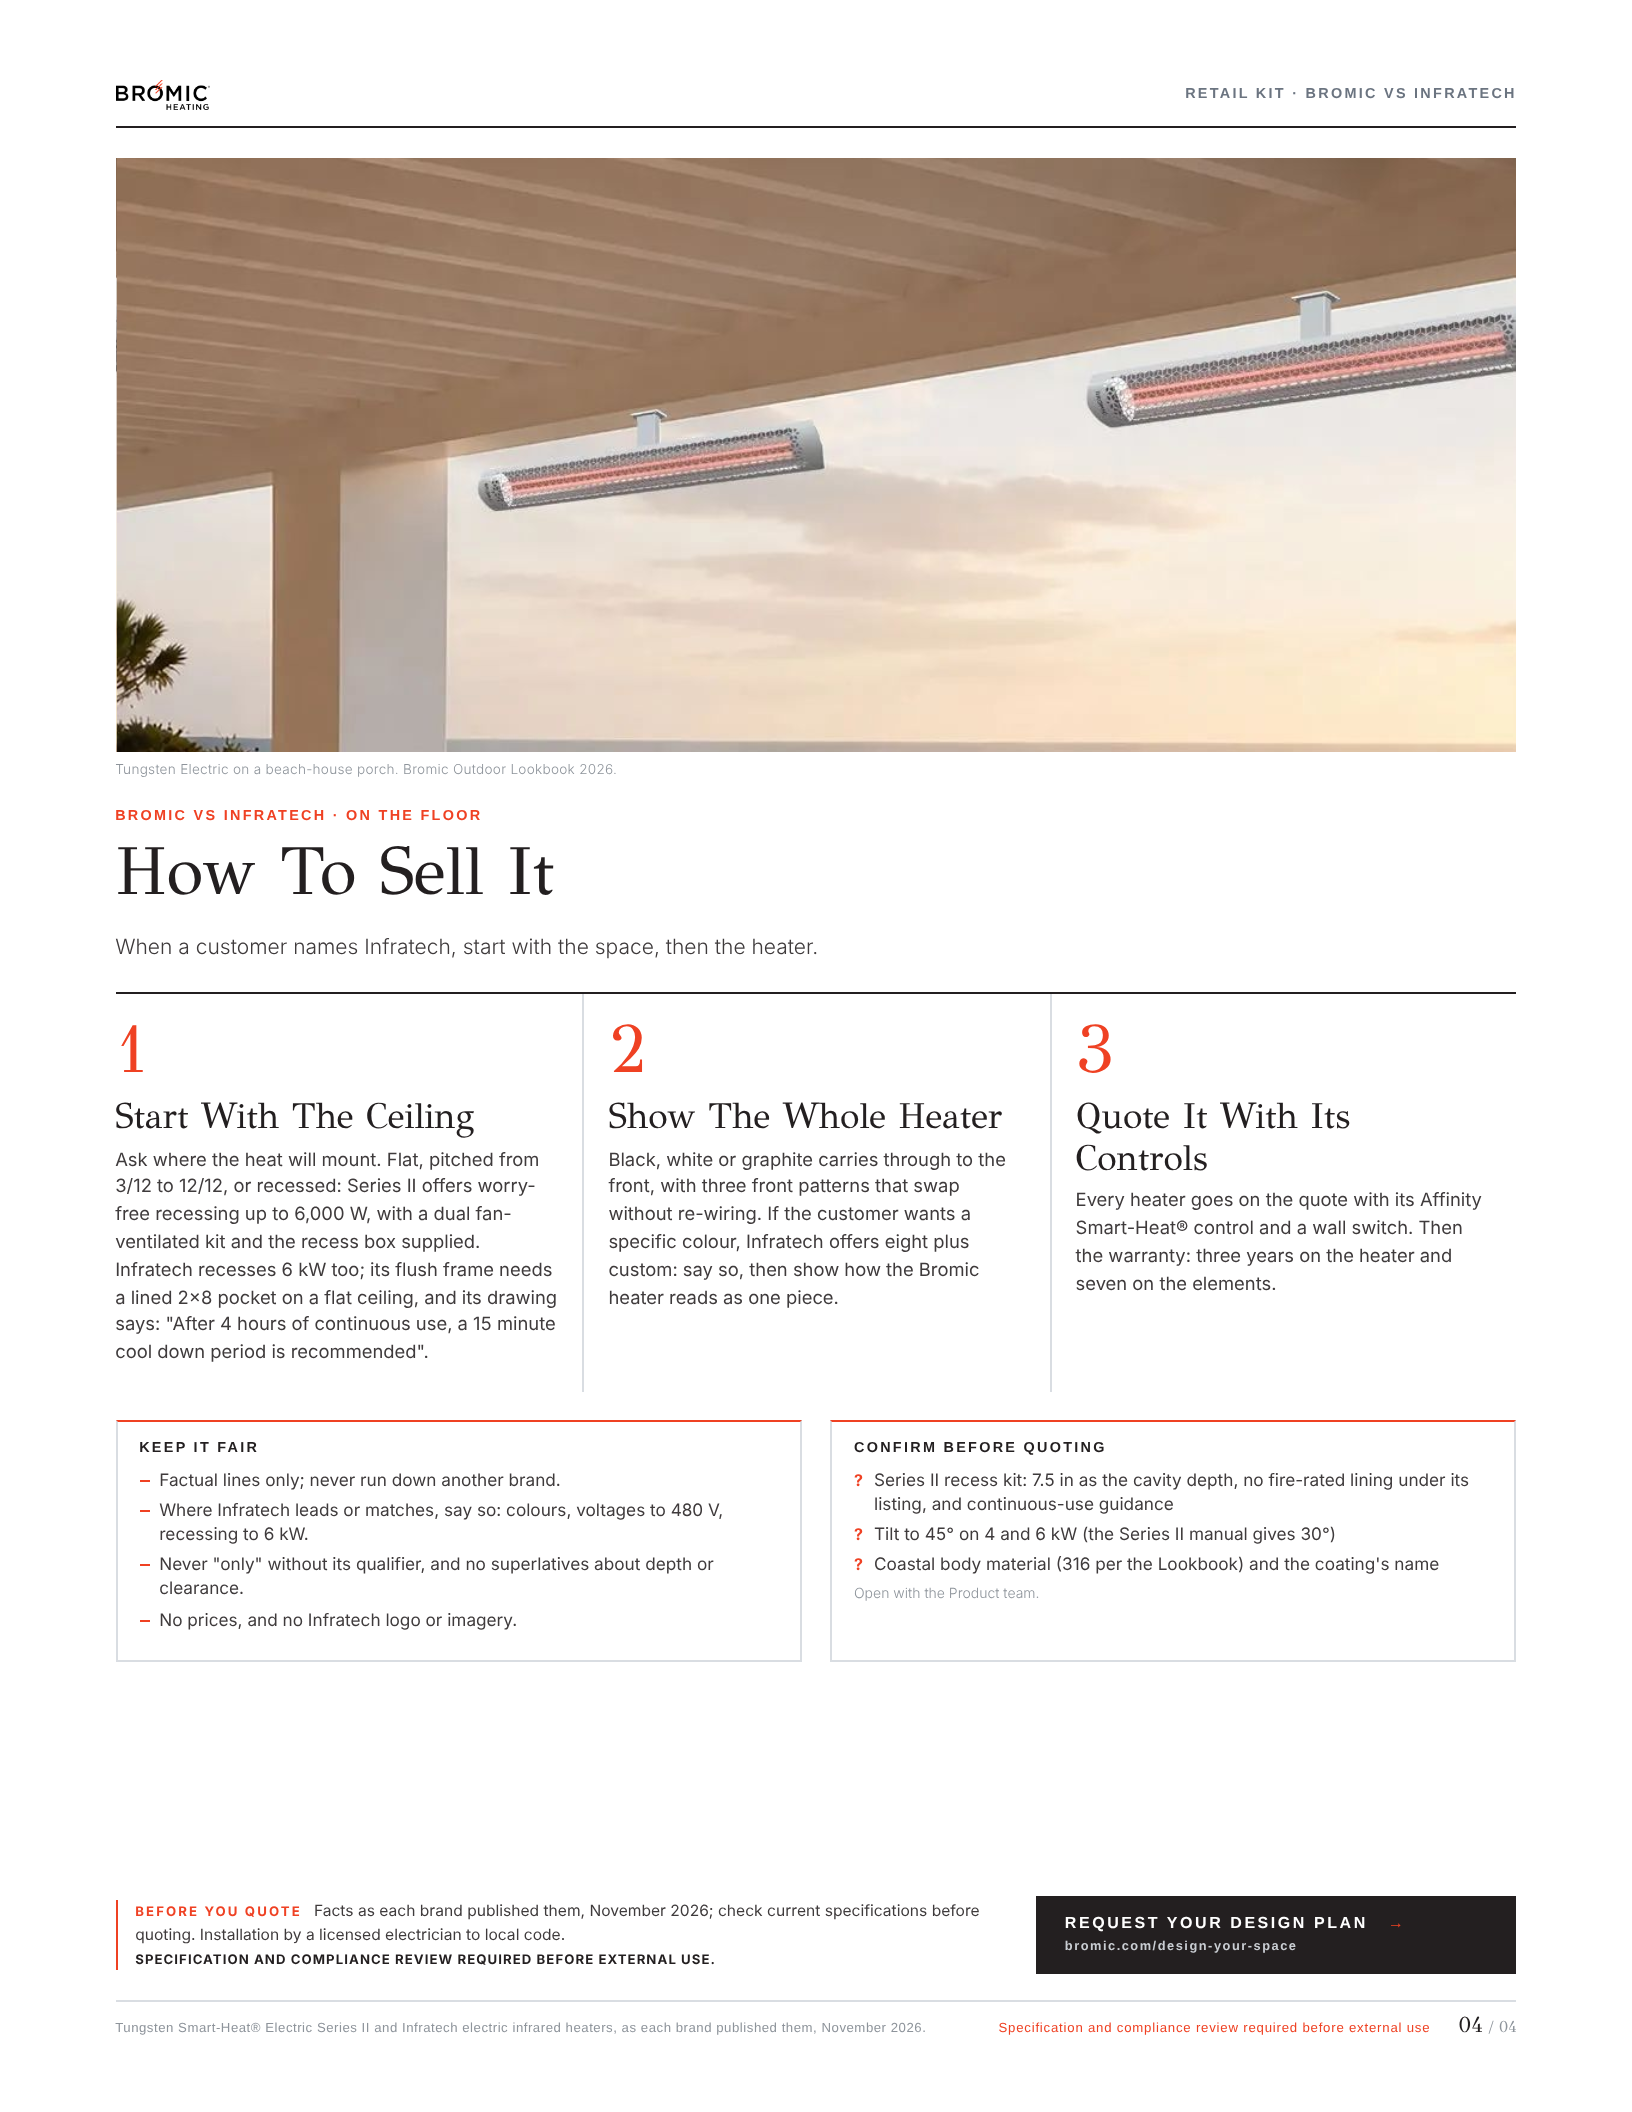 BROMIC
HEATING
RETAIL KIT · BROMIC VS INFRATECH
Tungsten Electric on a beach-house porch. Bromic Outdoor Lookbook 2026.
BROMIC VS INFRATECH · ON THE FLOOR
How To Sell It
When a customer names Infratech, start with the space, then the heater.
1
Start With The Ceiling
Ask where the heat will mount. Flat, pitched from
3/12 to 12/12, or recessed: Series II offers worry-
free recessing up to 6,000 W, with a dual fan-
ventilated kit and the recess box supplied.
Infratech recesses 6 kW too; its flush frame needs
a lined 2×8 pocket on a flat ceiling, and its drawing
says: "After 4 hours of continuous use, a 15 minute
cool down period is recommended".
2
Show The Whole Heater
Black, white or graphite carries through to the
front, with three front patterns that swap
without re-wiring. If the customer wants a
specific colour, Infratech offers eight plus
custom: say so, then show how the Bromic
heater reads as one piece.
3
Quote It With Its
Controls
Every heater goes on the quote with its Affinity
Smart-Heat® control and a wall switch. Then
the warranty: three years on the heater and
seven on the elements.
KEEP IT FAIR
– Factual lines only; never run down another brand.
– Where Infratech leads or matches, say so: colours, voltages to 480 V,
recessing to 6 kW.
– Never "only" without its qualifier, and no superlatives about depth or
clearance.
– No prices, and no Infratech logo or imagery.
CONFIRM BEFORE QUOTING
? Series II recess kit: 7.5 in as the cavity depth, no fire-rated lining under its
listing, and continuous-use guidance
? Tilt to 45° on 4 and 6 kW (the Series II manual gives 30°)
? Coastal body material (316 per the Lookbook) and the coating's name
Open with the Product team.
BEFORE YOU QUOTE Facts as each brand published them, November 2026; check current specifications before
quoting. Installation by a licensed electrician to local code.
SPECIFICATION AND COMPLIANCE REVIEW REQUIRED BEFORE EXTERNAL USE.
REQUEST YOUR DESIGN PLAN →
bromic.com/design-your-space
Tungsten Smart-Heat® Electric Series II and Infratech electric infrared heaters, as each brand published them, November 2026.
Specification and compliance review required before external use
04 / 04